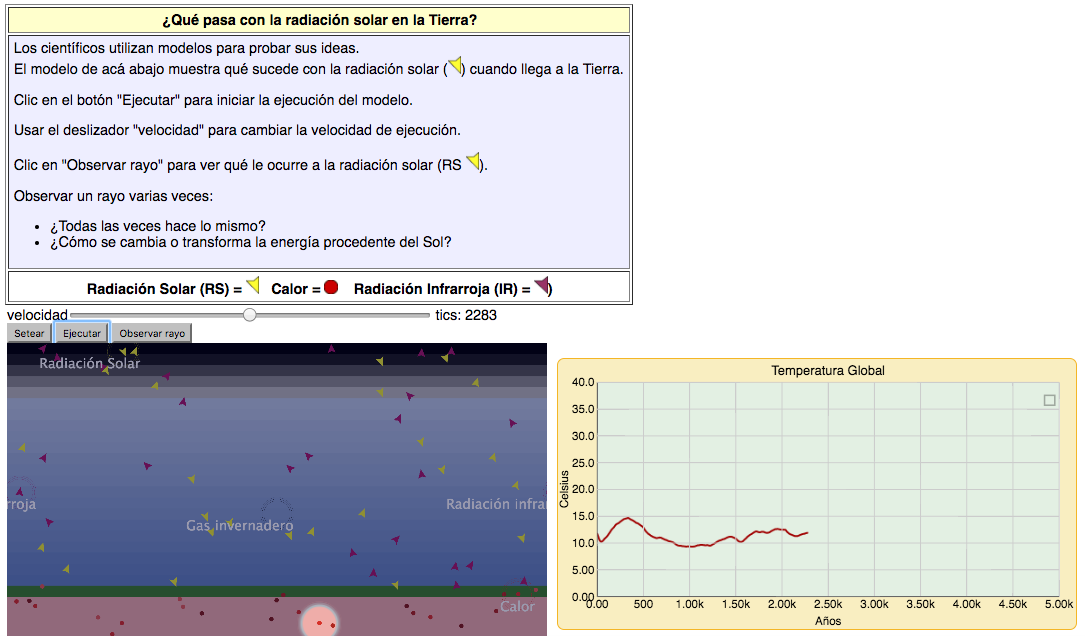 ¿Qué pasa con la radiación solar en la Tierra?
Los científicos utilizan modelos para probar sus ideas.
El modelo de acá abajo muestra qué sucede con la radiación solar ( ) cuando llega a la Tierra.
Clic en el botón "Ejecutar" para iniciar la ejecución del modelo.
Usar el deslizador "velocidad" para cambiar la velocidad de ejecución.
Clic en "Observar rayo" para ver qué le ocurre a la radiación solar (RS ).
Observar un rayo varias veces:
• ¿Todas las veces hace lo mismo?
• ¿Cómo se cambia o transforma la energía procedente del Sol?
Radiación Solar (RS) = Calor = Radiación Infrarroja (IR) = )
velocidad tics: 2283
Setear Ejecutar Observar rayo
Radiación Solar
rroja
Radiación infrar
Gas invernadero
Calor
Temperatura Global
40.0
35.0
30.0
25.0
20.0
15.0
10.0
5.00
0.00
Celsius
0.00 500 1.00k 1.50k 2.00k 2.50k 3.00k 3.50k 4.00k 4.50k 5.00k
Años